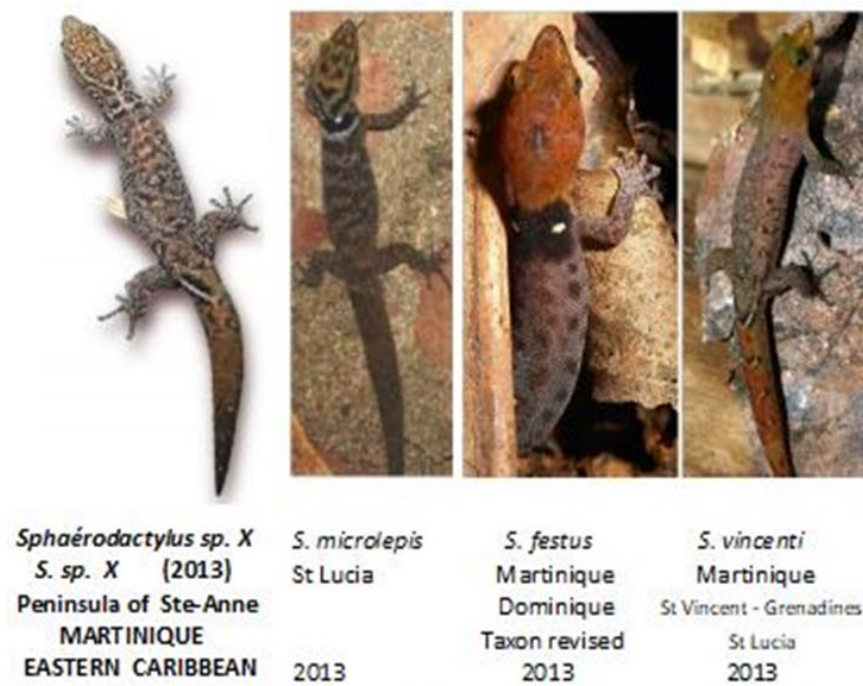 Sphaérodactylus sp. X
S. sp. X (2013)
Peninsula of Ste-Anne
MARTINIQUE
EASTERN CARIBBEAN
S. microlepis
St Lucia
2013
S. festus
Martinique
Dominique
Taxon revised
2013
S. vincenti
Martinique
St Vincent - Grenadines
St Lucia
2013